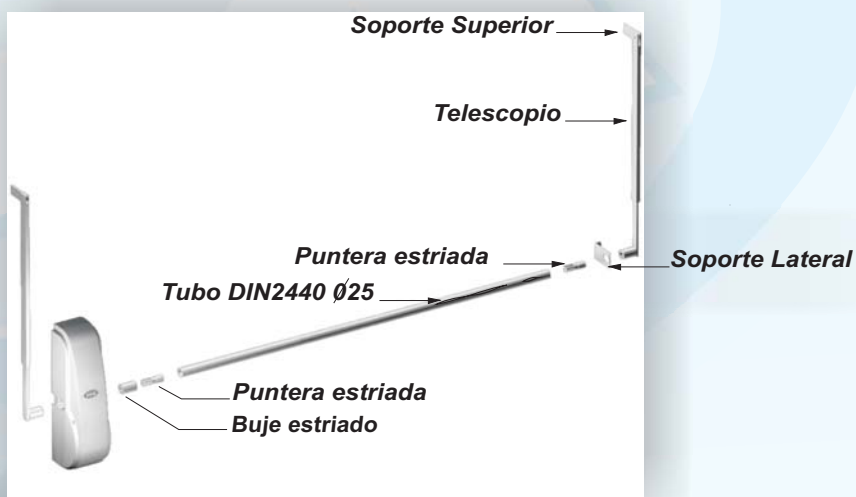 Soporte Superior
Telescopio
Puntera estriada
Soporte Lateral
Tubo DIN2440 Ø25
Puntera estriada
Buje estriado